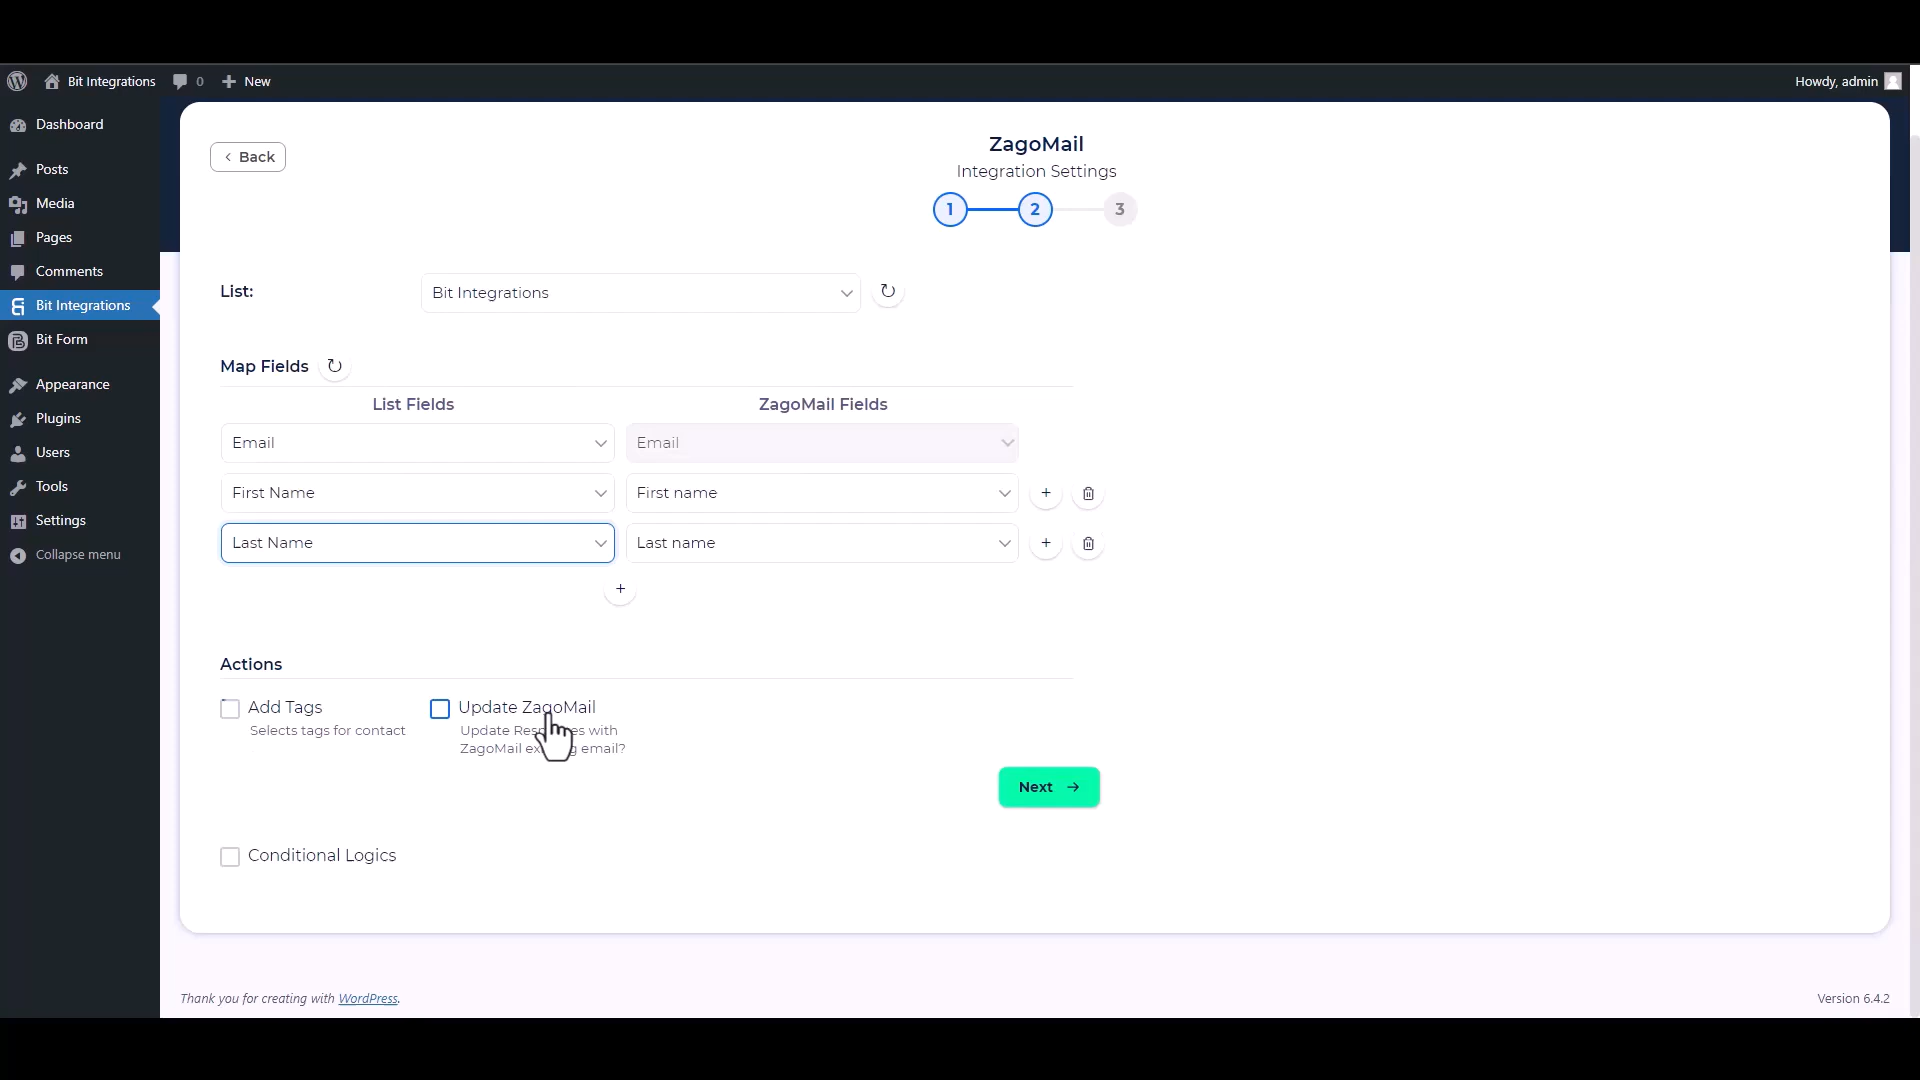 Bit Integrations 0 New Howdy, admin
Dashboard
Posts
Media
Pages
Comments
Bit Integrations
Bit Form
Appearance
Plugins
Users
Tools
Settings
Collapse menu
Back
ZagoMail
Integration Settings
1 2 3
List: Bit Integrations
Map Fields
List Fields ZagoMail Fields
Email Email
First Name First name
Last Name Last name
Actions
Add Tags
Selects tags for contact
Update ZagoMail
Update with
ZagoMail email?
Next
Conditional Logics
Thank you for creating with WordPress.
Version 6.4.2